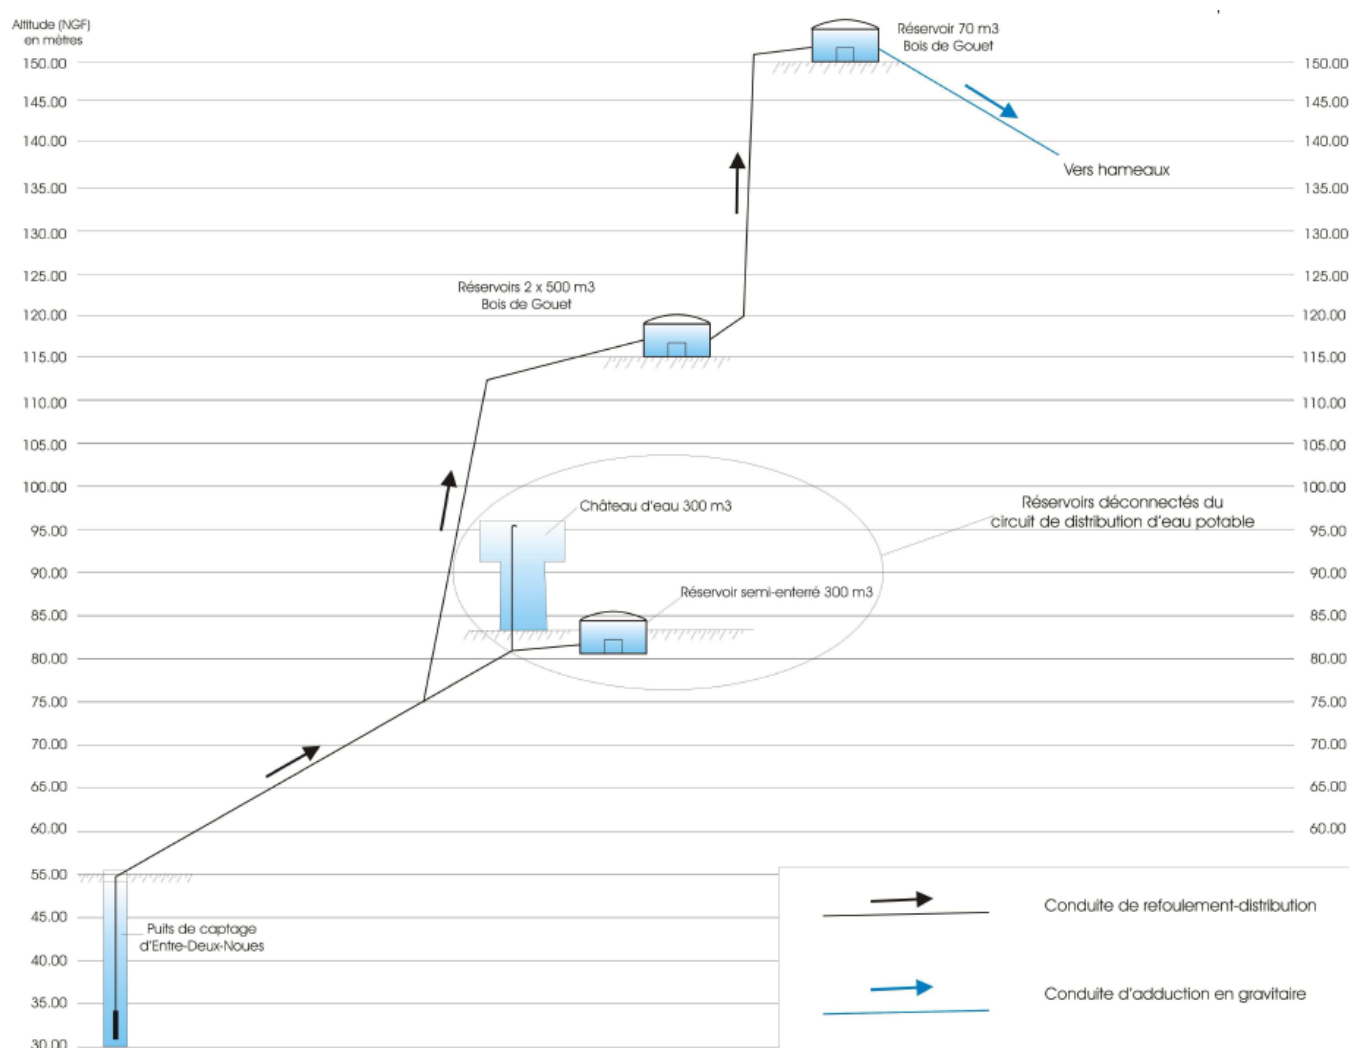 Altitude (NGF)
en mètres
Réservoir 70 m3
Bois de Gouet
150.00
150.00
145.00
145.00
140.00
140.00
Vers hameaux
135.00
135.00
130.00
130.00
125.00
125.00
Réservoirs 2 x 500 m3
Bois de Gouet
120.00
120.00
115.00
115.00
110.00
110.00
105.00
105.00
100.00
100.00
Château d'eau 300 m3
Réservoirs déconnectés du
circuit de distribution d'eau potable
95.00
95.00
90.00
90.00
Réservoir semi-enterré 300 m3
85.00
85.00
80.00
80.00
75.00
75.00
70.00
70.00
65.00
65.00
60.00
60.00
55.00
45.00
Puits de captage
d'Entre-Deux-Noues
40.00
35.00
30.00
Conduite de refoulement-distribution
Conduite d'adduction en gravitaire